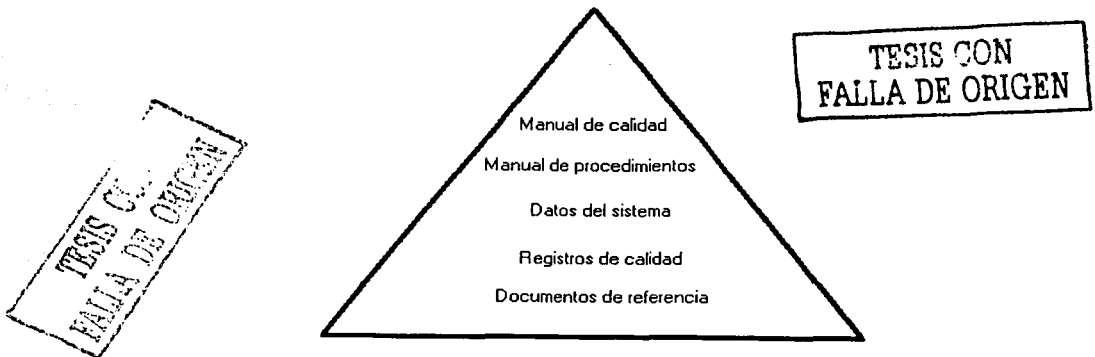 TESIS CON
FALLA DE ORIGEN
Manual de calidad
Manual de procedimientos
Datos del sistema
Registros de calidad
Documentos de referencia
TESIS
FALLA DE ORIGEN